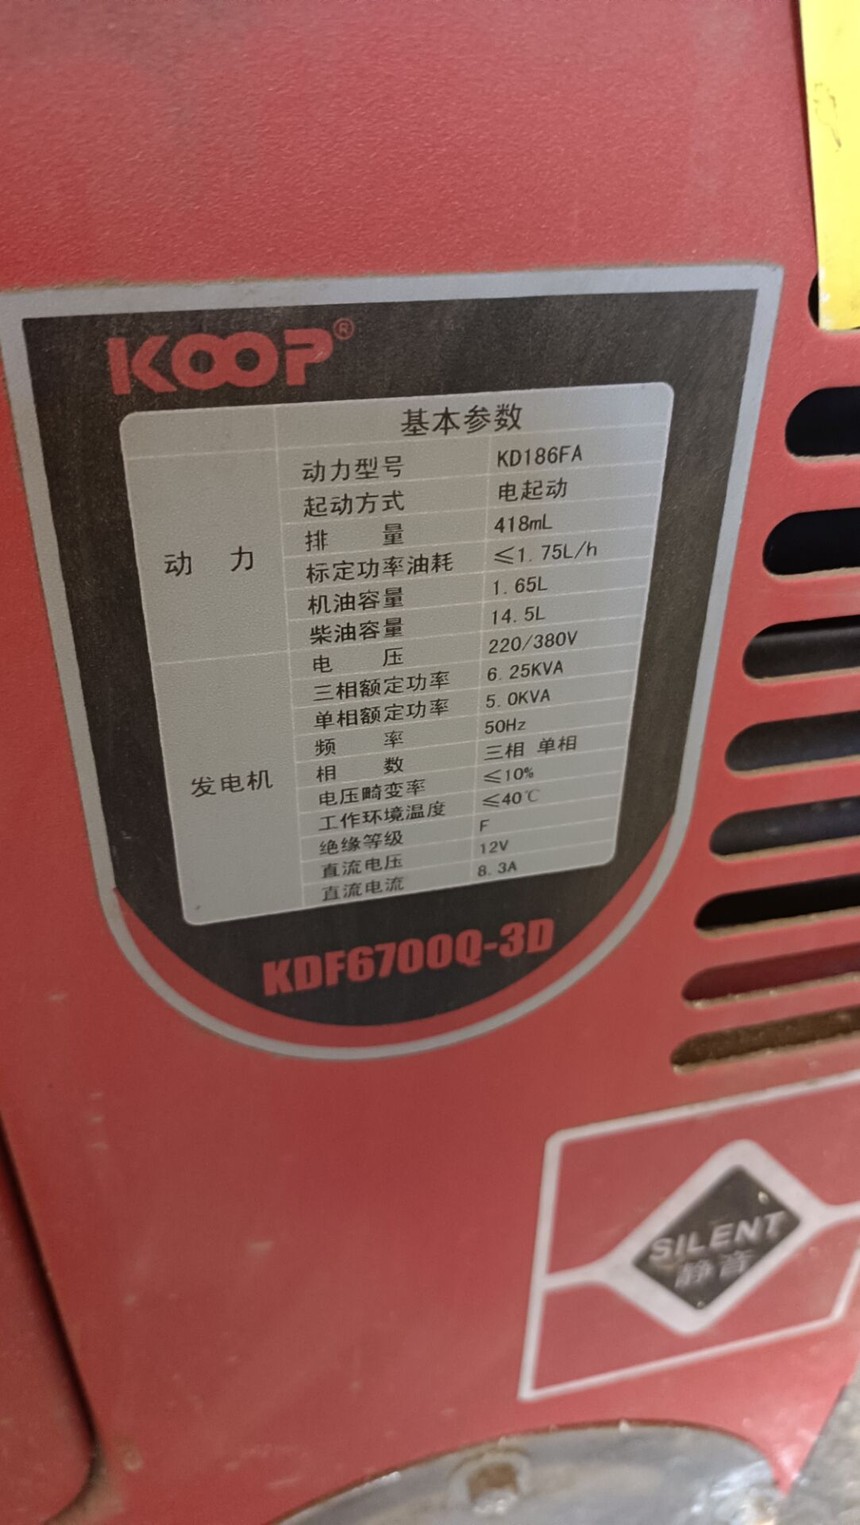 KOOP®
基本参数
动力
动力型号 KD186FA
起动方式 电起动
排量 418mL
标定功率油耗 ≤1.75L/h
机油容量 1.65L
柴油容量 14.5L
发电机
电压 220/380V
三相额定功率 6.25KVA
单相额定功率 5.0KVA
频率 50Hz
相数 三相 单相
电压畸变率 ≤10%
工作环境温度 ≤40℃
绝缘等级 F
直流电压 12V
直流电流 8.3A
KDF6700Q-3D
SILENT
静音